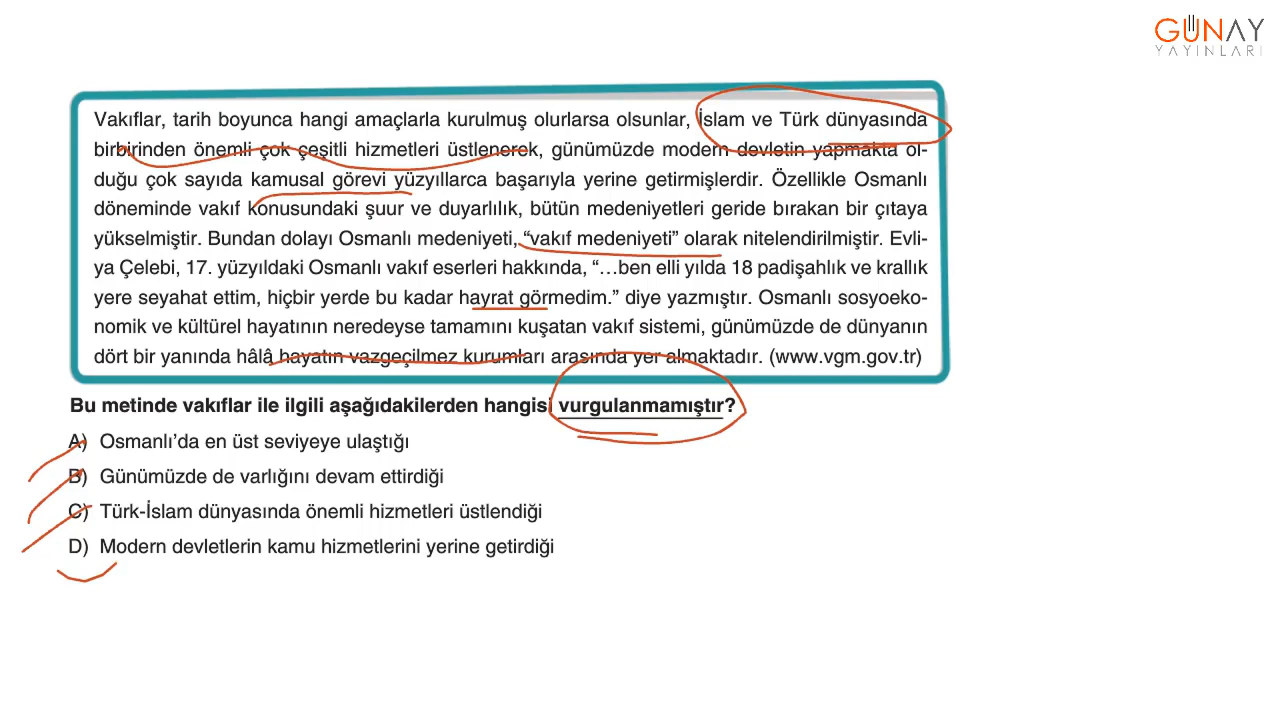 GÜNAY
YAYINLARI
Vakıflar, tarih boyunca hangi amaçlarla kurulmuş olurlarsa olsunlar, İslam ve Türk dünyasında
birbirinden önemli çok çeşitli hizmetleri üstlenerek, günümüzde modern devletin yapmakta ol-
duğu çok sayıda kamusal görevi yüzyıllarca başarıyla yerine getirmişlerdir. Özellikle Osmanlı
döneminde vakıf konusundaki şuur ve duyarlılık, bütün medeniyetleri geride bırakan bir çıtaya
yükselmiştir. Bundan dolayı Osmanlı medeniyeti, “vakıf medeniyeti” olarak nitelendirilmiştir. Evli-
ya Çelebi, 17. yüzyıldaki Osmanlı vakıf eserleri hakkında, “…ben elli yılda 18 padişahlık ve krallık
yere seyahat ettim, hiçbir yerde bu kadar hayrat görmedim.” diye yazmıştır. Osmanlı sosyoeko-
nomik ve kültürel hayatının neredeyse tamamını kuşatan vakıf sistemi, günümüzde de dünyanın
dört bir yanında hâlâ hayatın vazgeçilmez kurumları arasında yer almaktadır. (www.vgm.gov.tr)
Bu metinde vakıflar ile ilgili aşağıdakilerden hangisi vurgulanmamıştır?
A) Osmanlı’da en üst seviyeye ulaştığı
B) Günümüzde de varlığını devam ettirdiği
C) Türk-İslam dünyasında önemli hizmetleri üstlendiği
D) Modern devletlerin kamu hizmetlerini yerine getirdiği